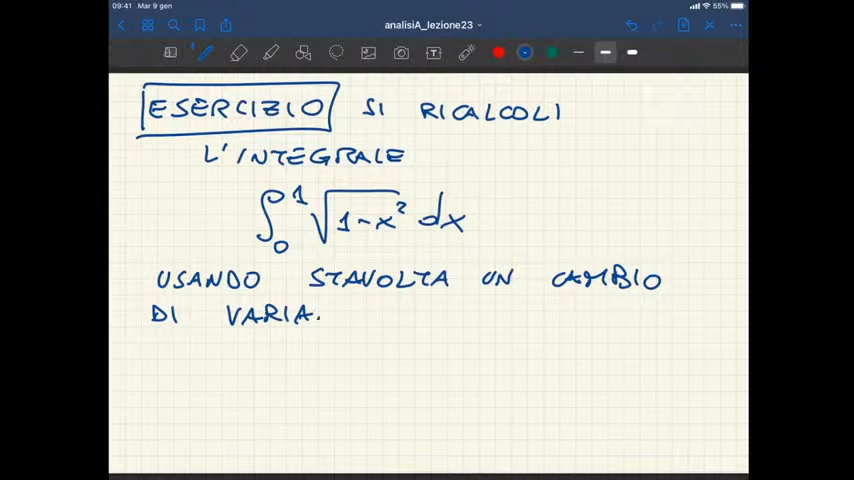 09:41 Mar 9 gen
55%
analisiA_lezione23
ESERCIZIO SI RICALCOLI
L'INTEGRALE
∫₀¹ √(1-x²) dx
USANDO STAVOLTA UN CAMBIO
DI VARIA.